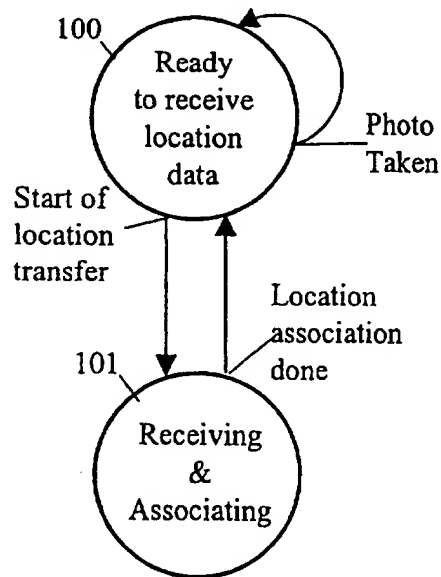 100
Ready
to receive
location
data
Photo
Taken
Start of
location
transfer
Location
association
done
101
Receiving
&
Associating